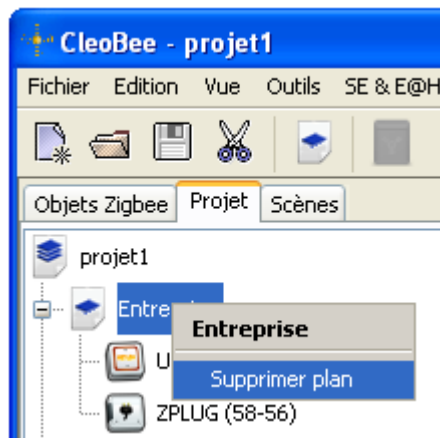 CleoBee - projet1
Fichier Edition Vue Outils SE & E@H
Objets Zigbee Projet Scènes
projet1
Entreprise
Supprimer plan
ZPLUG (58-56)